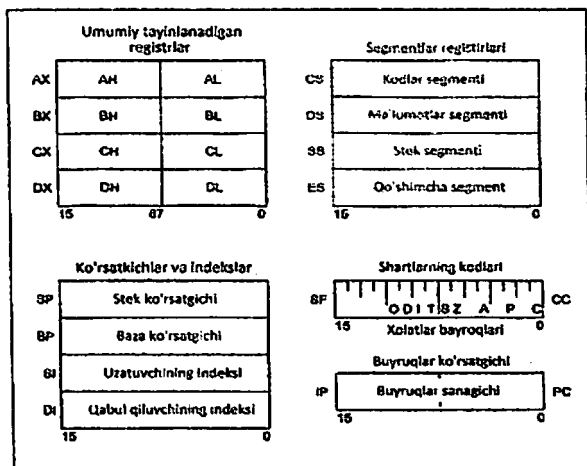 Umumiy tayinlanadigan
registrlar
AX AH AL
BX BH BL
CX CH CL
DX DH DL
15 87 0
Segmentlar registrlari
CS Kodlar segmenti
DS Ma'lumotlar segmenti
SS Stek segmenti
ES Qo'shimcha segment
15 0
Ko'rsatkichlar va indekslar
SP Stek ko'rsatgichi
BP Baza ko'rsatgichi
SI Uzatuvchining indeksi
DI Qabul qiluvchining indeksi
15 0
Shartlarning kodlari
SF O D I T S Z A P C CC
15 0
Xolatlar bayroqlari
Buyruqlar ko'rsatgichi
IP Buyruqlar sanagichi PC
15 0